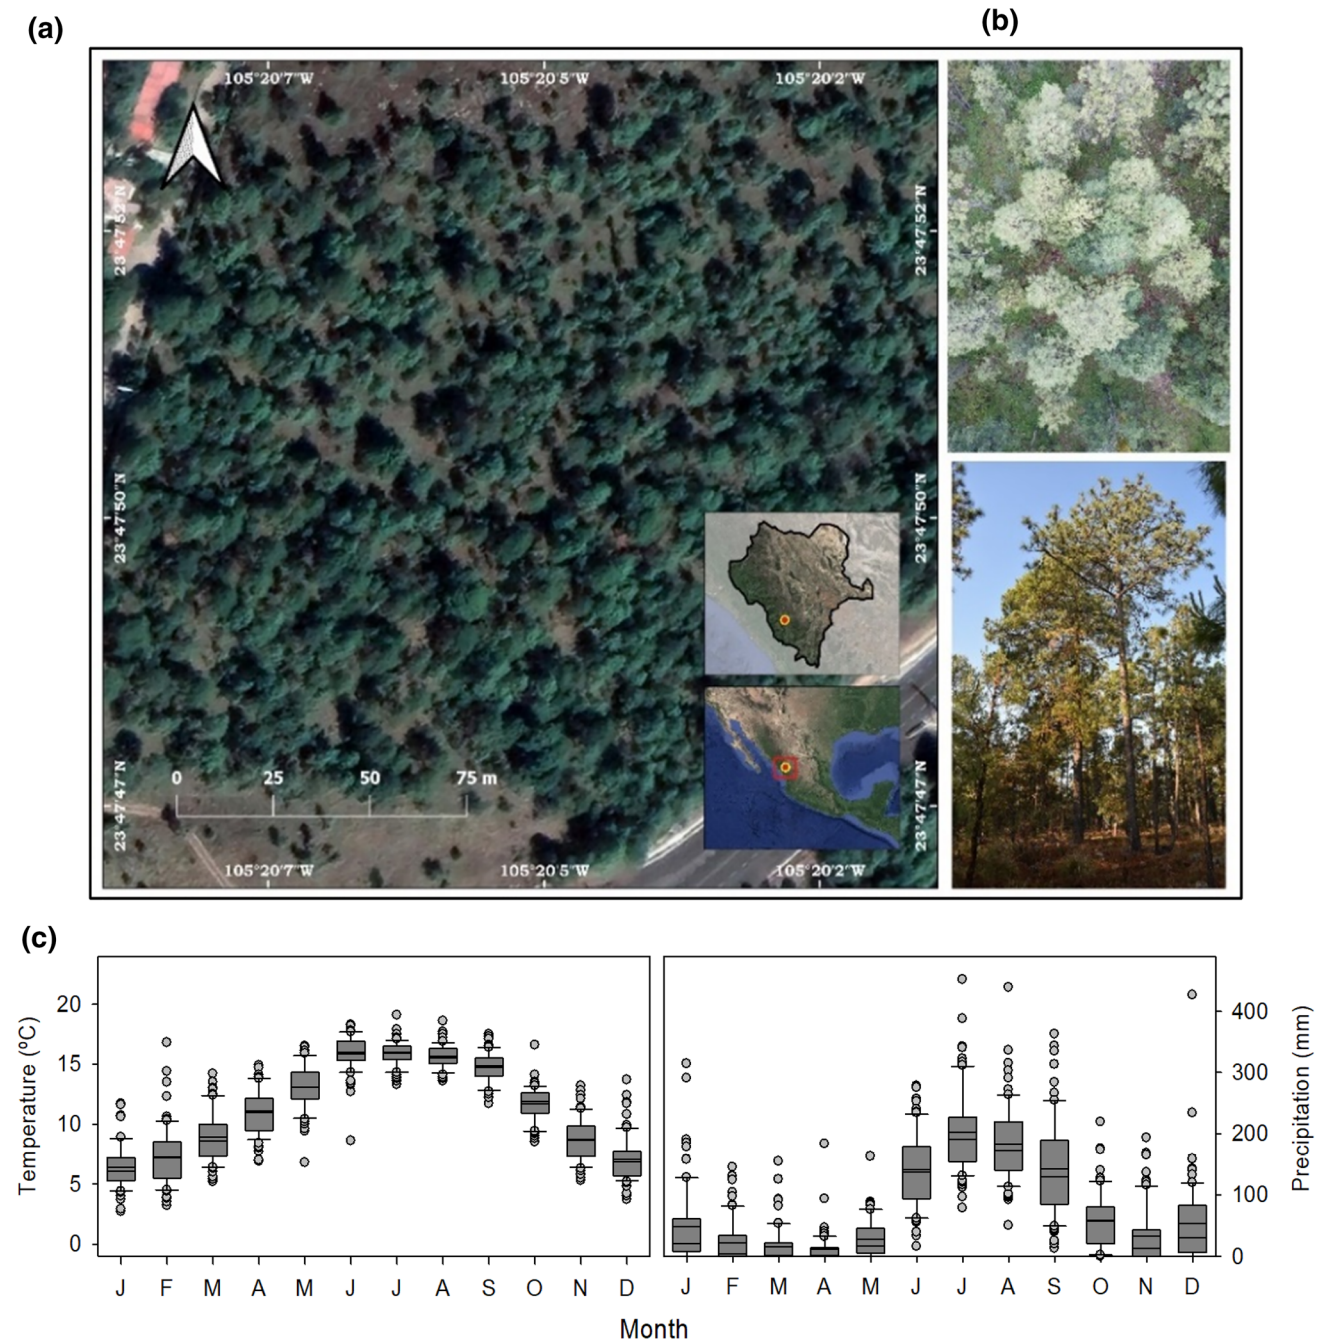 (a)
(b)
105°20'7"W 105°20'5"W 105°20'2"W
23°47'52"N
23°47'52"N
23°47'50"N
23°47'50"N
23°47'47"N
23°47'47"N
0 25 50 75 m
105°20'7"W 105°20'5"W 105°20'2"W
(c)
Temperature (ºC)
20
15
10
5
0
J F M A M J J A S O N D
400
300
200
100
0
Precipitation (mm)
J F M A M J J A S O N D
Month